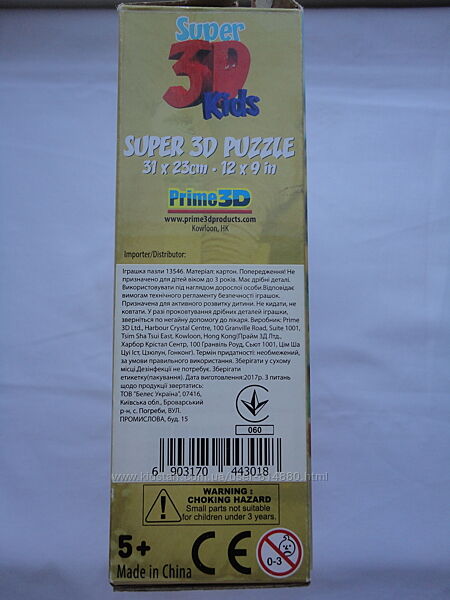 Super
3D
Kids
SUPER 3D PUZZLE
31 x 23cm - 12 x 9 in
Prime3D
www.prime3dproducts.com
Kowloon, HK
Importer/Distributor:
Іграшка пазли 13546. Матеріал: картон. Попередження! Не
призначено для дітей віком до 3 років. Має дрібні деталі.
Використовувати під наглядом дорослої особи.Відповідає
вимогам технічного регламенту безпечності іграшок.
Призначена для активного розвитку дитини. Не кидати, не
ковтати. У разі проковтування дрібних деталей іграшки,
зверніться по негайну допомогу до лікаря. Виробник: Prime
3D Ltd., Harbour Crystal Centre, 100 Granville Road, Suite 1001,
Tsim Sha Tsui East, Kowloon, Hong Kong(Прайм 3Д Лтд.,
Харбор Крістал Сентр, 100 Гранвіль Роуд, Сьют 1001, Цім Ша
Цуї Іст, Цзюлун, Гонконг). Термін придатності: необмежений,
за умови правильного використання. Зберігати у сухому
місці.Дезінфекції не потребує. Зберігати
етикетку(пакування). Дата виготовлення:2017р. З питань
щодо продукції звертатись:
ТОВ "Белес Україна", 07416,
Київська обл., Броварський
р-н, с. Погреби, ВУЛ.
ПРОМИСЛОВА, буд. 15
060
6 903170 443018
WARNING :
CHOKING HAZARD
Small parts not suitable
for children under 3 years.
5+
CE
0-3
Made in China